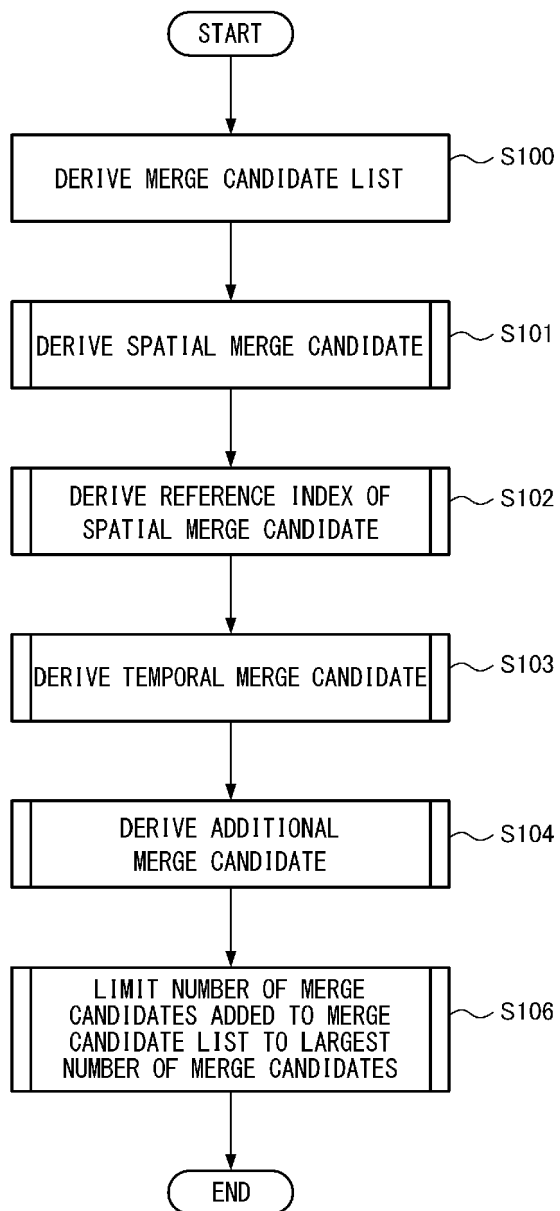 START
DERIVE MERGE CANDIDATE LIST
S100
DERIVE SPATIAL MERGE CANDIDATE
S101
DERIVE REFERENCE INDEX OF
SPATIAL MERGE CANDIDATE
S102
DERIVE TEMPORAL MERGE CANDIDATE
S103
DERIVE ADDITIONAL
MERGE CANDIDATE
S104
LIMIT NUMBER OF MERGE
CANDIDATES ADDED TO MERGE
CANDIDATE LIST TO LARGEST
NUMBER OF MERGE CANDIDATES
S106
END